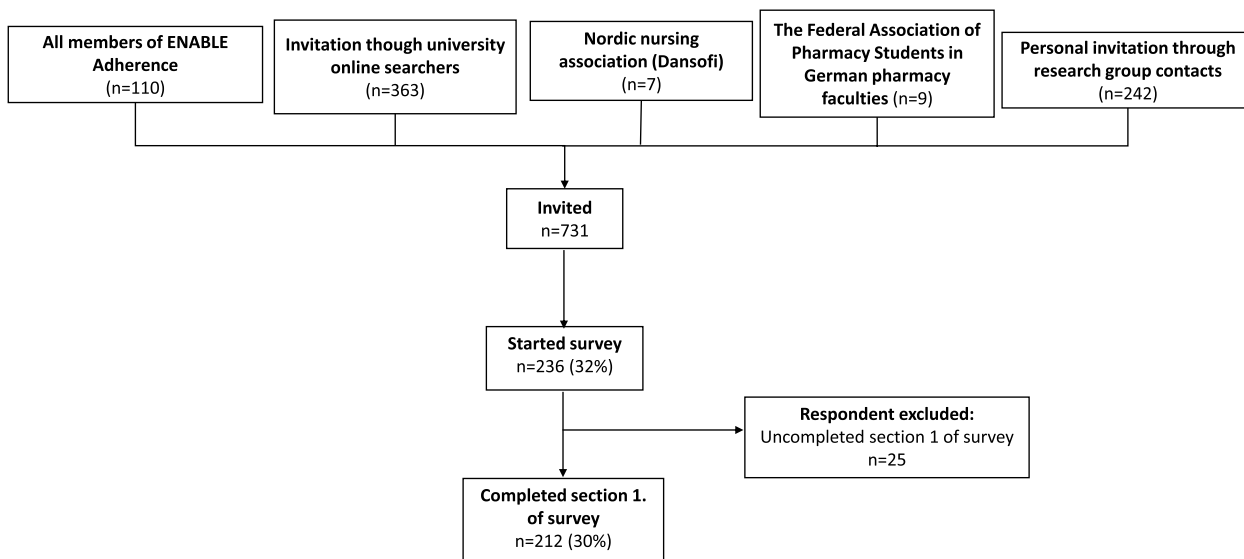 All members of ENABLE
Adherence
(n=110)
Invitation though university
online searchers
(n=363)
Nordic nursing
association (Dansofi)
(n=7)
The Federal Association of
Pharmacy Students in
German pharmacy
faculties (n=9)
Personal invitation through
research group contacts
(n=242)
Invited
n=731
Started survey
n=236 (32%)
Respondent excluded:
Uncompleted section 1 of survey
n=25
Completed section 1.
of survey
n=212 (30%)